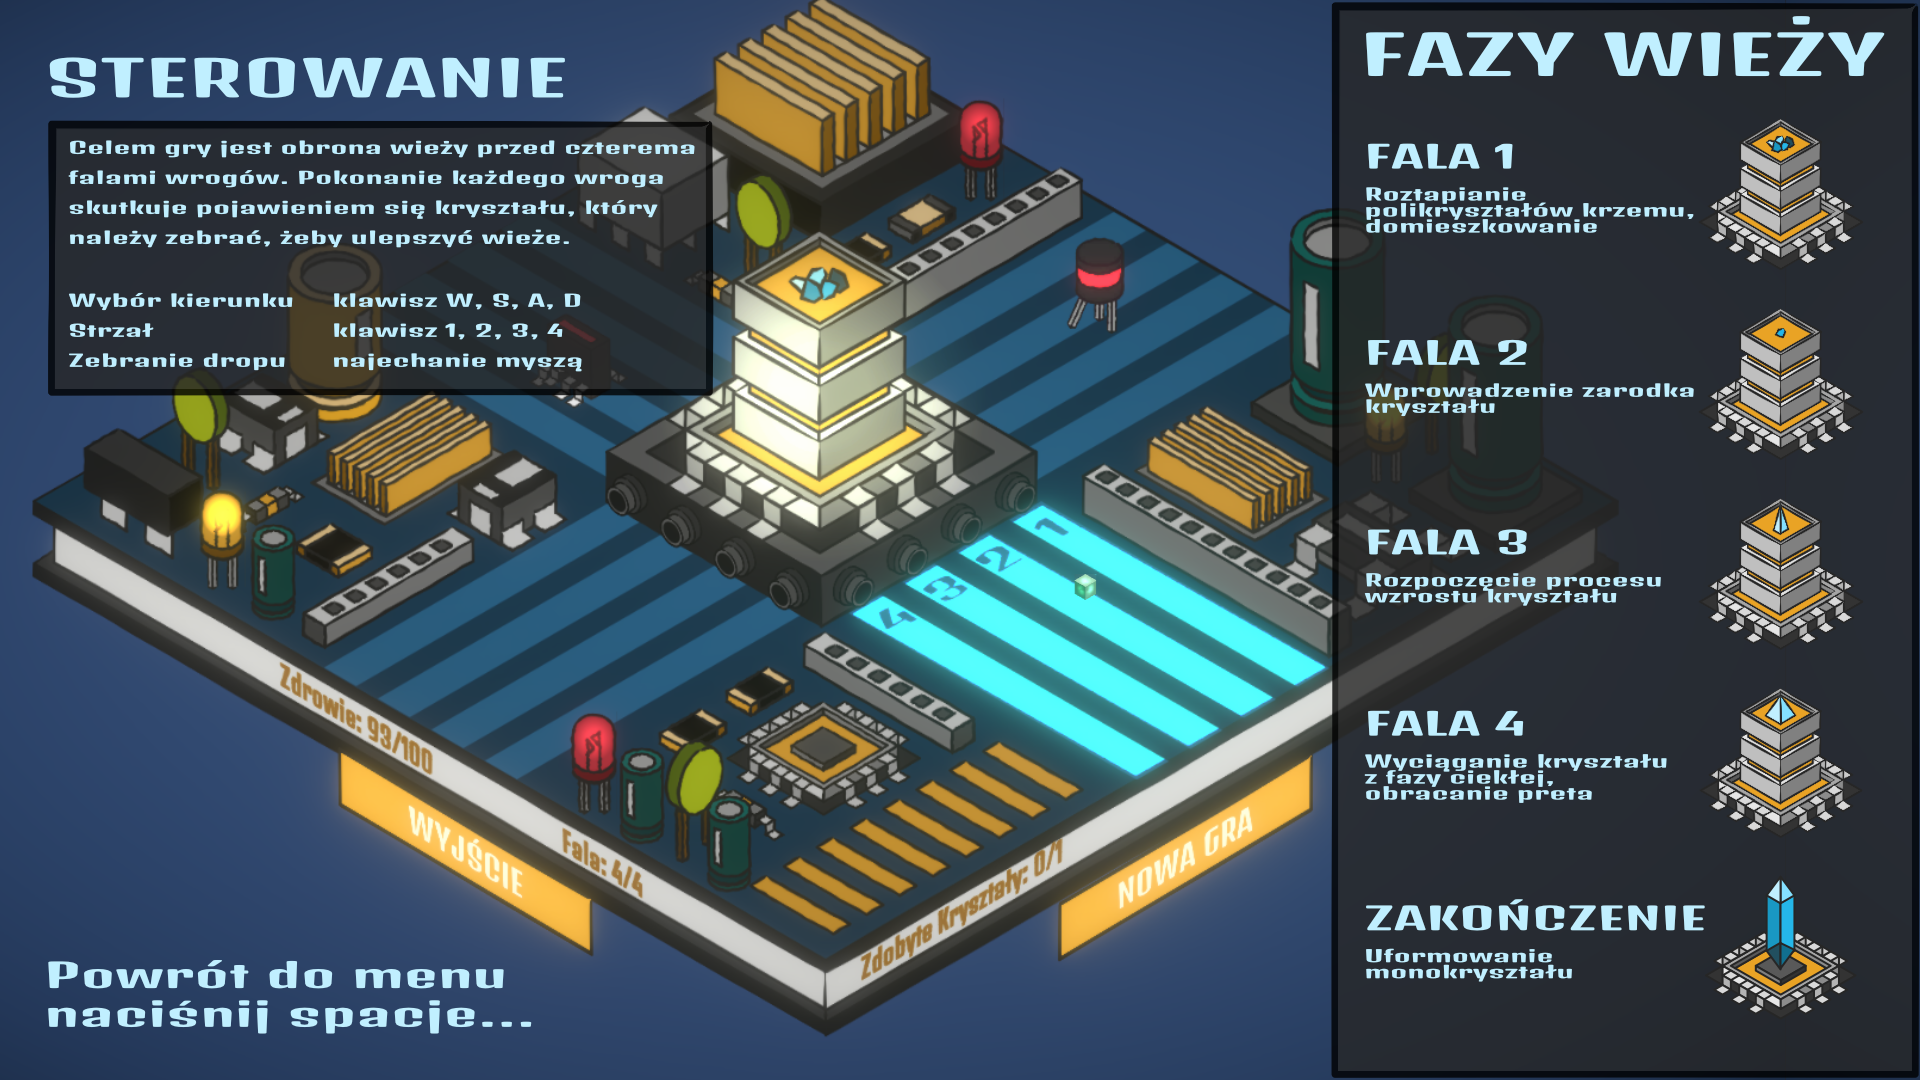 STEROWANIE
Celem gry jest obrona wieży przed czterema
falami wrogów. Pokonanie każdego wroga
skutkuje pojawieniem się kryształu, który
należy zebrać, żeby ulepszyć wieże.
Wybór kierunku klawisz W, S, A, D
Strzał klawisz 1, 2, 3, 4
Zebranie dropu najechanie myszą
1
2
3
4
Zdrowie: 93/100
Fala: 4/4
Zdobyte Kryształy: 0/1
WYJŚCIE
NOWA GRA
Powrót do menu
naciśnij spacje...
FAZY WIEŻY
FALA 1
Roztapianie
polikryształów krzemu,
domieszkowanie
FALA 2
Wprowadzenie zarodka
kryształu
FALA 3
Rozpoczęcie procesu
wzrostu kryształu
FALA 4
Wyciąganie kryształu
z fazy ciekłej,
obracanie pręta
ZAKOŃCZENIE
Uformowanie
monokryształu